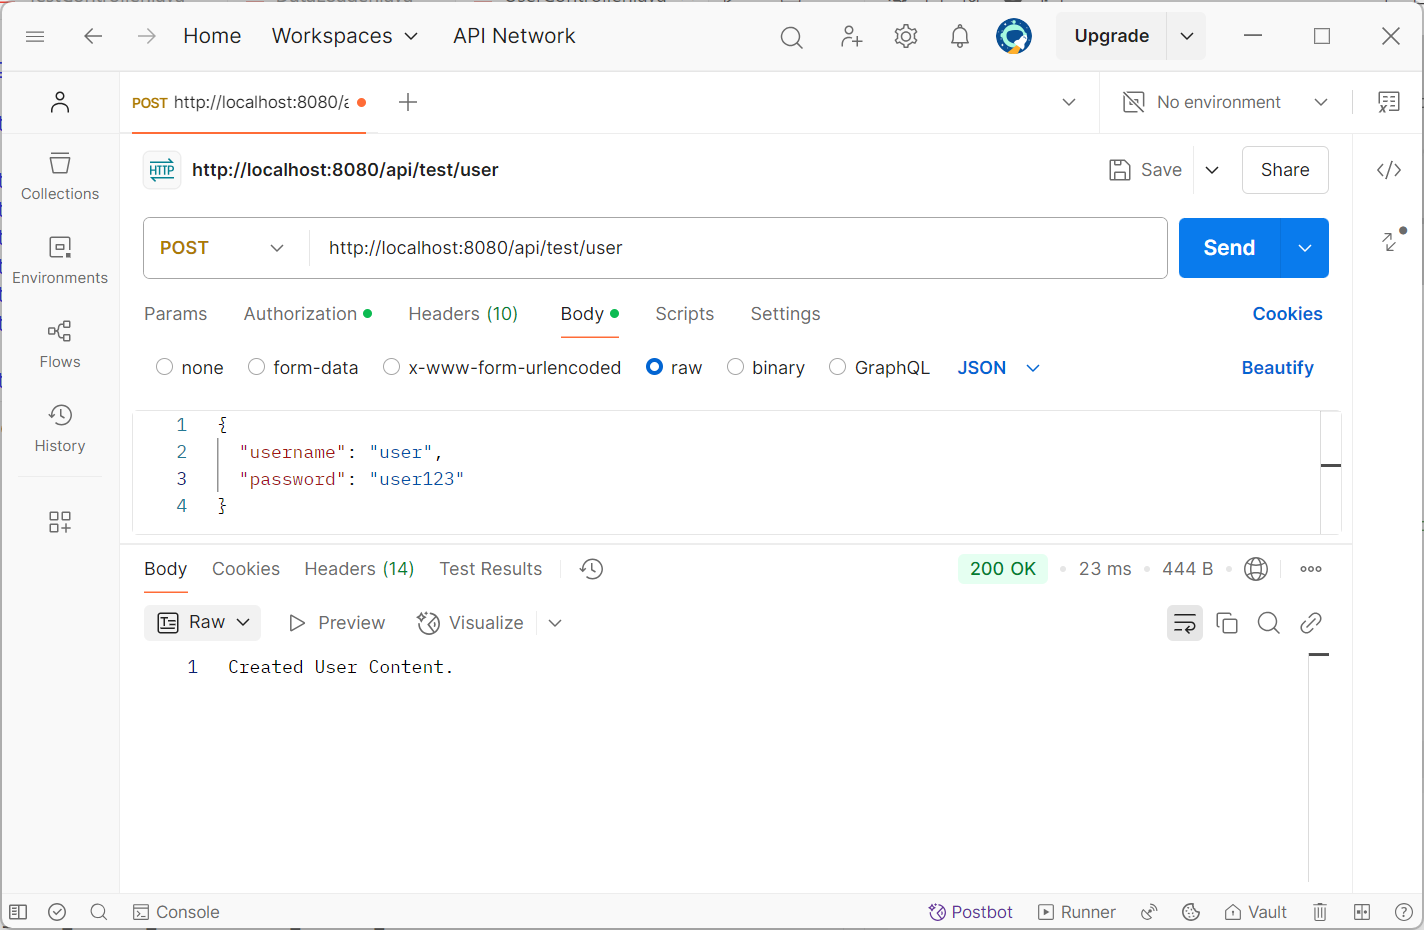 Home Workspaces API Network Upgrade
POST http://localhost:8080/a No environment
HTTP http://localhost:8080/api/test/user Save Share
Collections
Environments
Flows
History
POST http://localhost:8080/api/test/user Send
Params Authorization Headers (10) Body Scripts Settings Cookies
none form-data x-www-form-urlencoded raw binary GraphQL JSON Beautify
1 {
2 "username": "user",
3 "password": "user123"
4 }
Body Cookies Headers (14) Test Results 200 OK 23 ms 444 B
Raw Preview Visualize
1 Created User Content.
Console Postbot Runner Vault